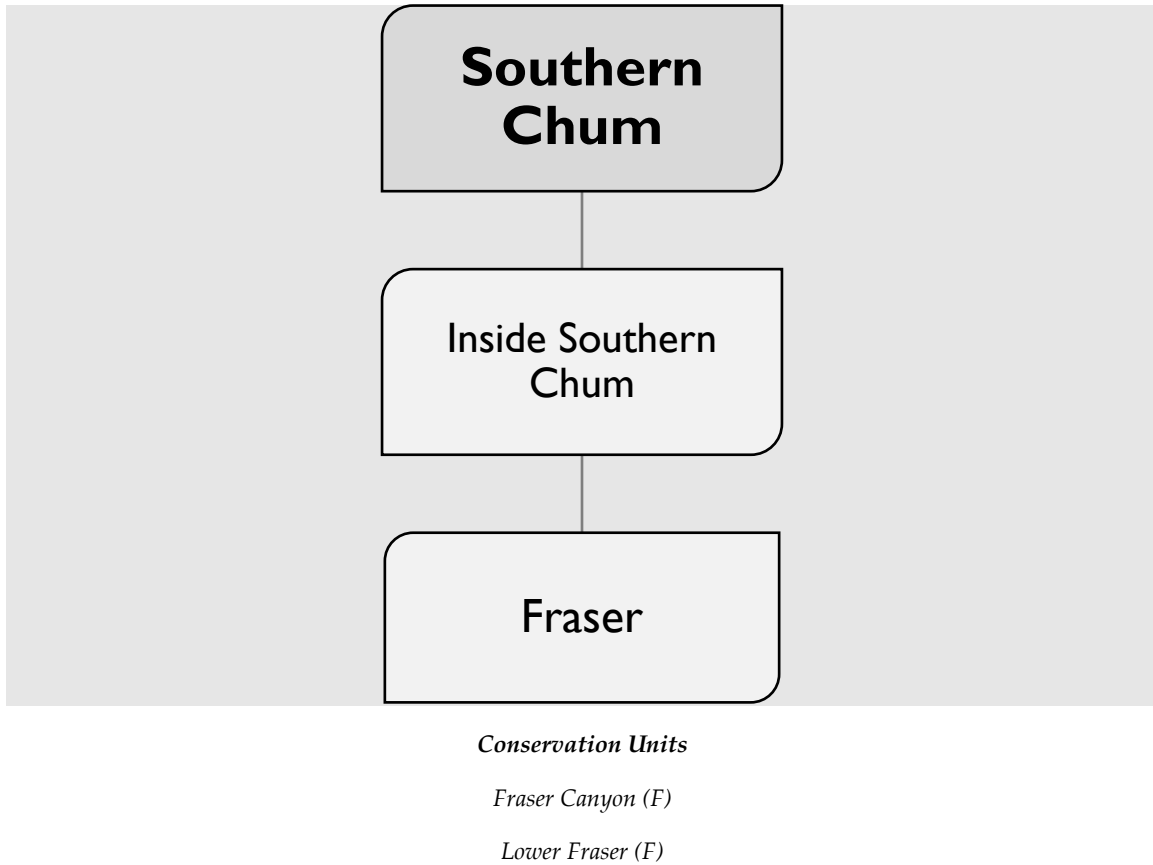 Southern
Chum
Inside Southern
Chum
Fraser
Conservation Units
Fraser Canyon (F)
Lower Fraser (F)